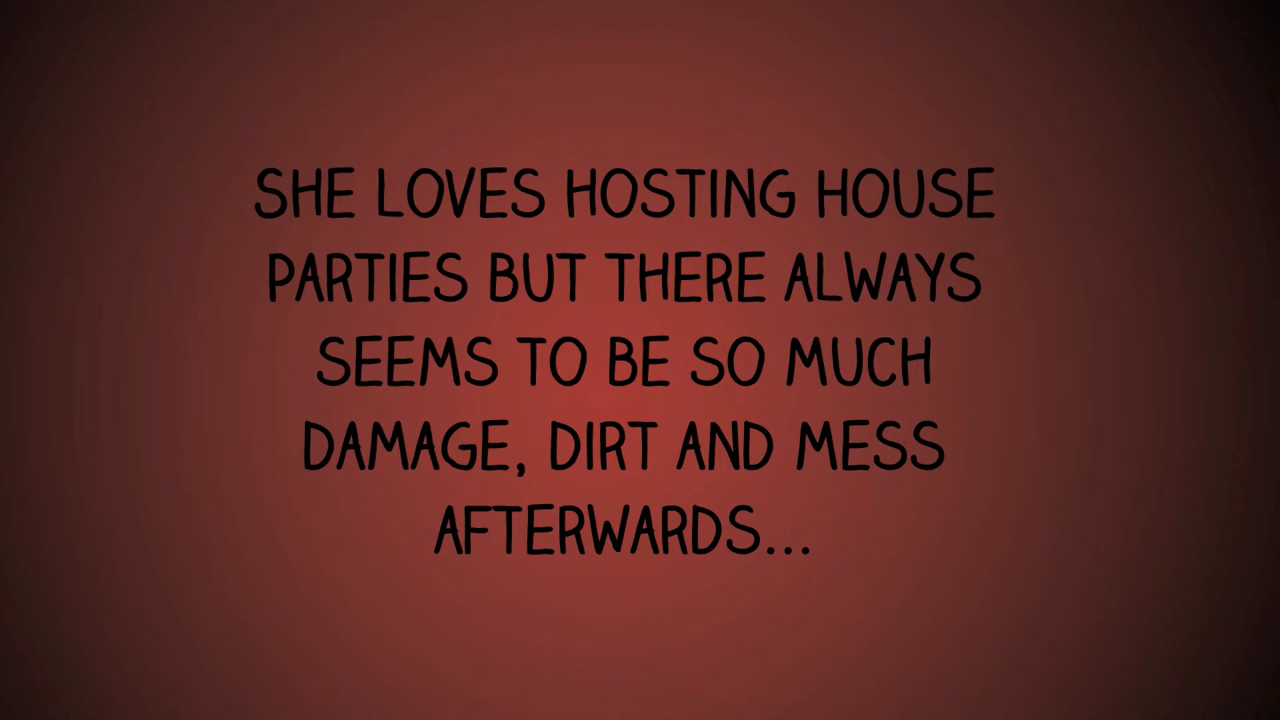 SHE LOVES HOSTING HOUSE
PARTIES BUT THERE ALWAYS
SEEMS TO BE SO MUCH
DAMAGE, DIRT AND MESS
AFTERWARDS...